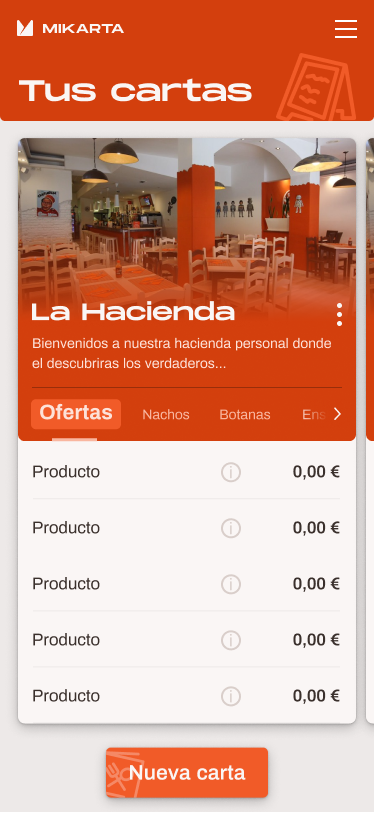 MIKARTA
Tus cartas
La Hacienda
Bienvenidos a nuestra hacienda personal donde
el descubriras los verdaderos...
Ofertas Nachos Botanas Ens
Producto 0,00 €
Producto 0,00 €
Producto 0,00 €
Producto 0,00 €
Producto 0,00 €
Nueva carta